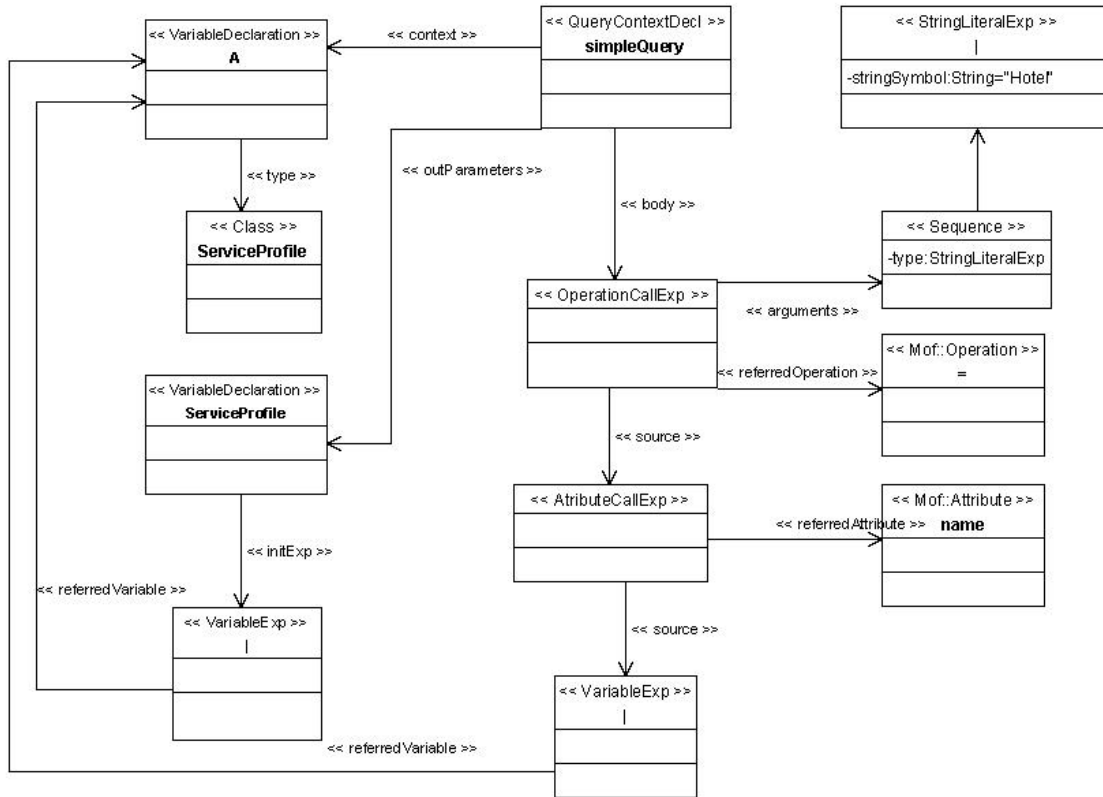 << VariableDeclaration >>
A
<< context >>
<< QueryContextDecl >>
simpleQuery
<< StringLiteralExp >>
|
-stringSymbol:String="Hotel"
<< type >>
<< outParameters >>
<< body >>
<< Class >>
ServiceProfile
<< Sequence >>
-type:StringLiteralExp
<< OperationCallExp >>
<< arguments >>
<< Mof::Operation >>
=
<< referredOperation >>
<< VariableDeclaration >>
ServiceProfile
<< source >>
<< AtributeCallExp >>
<< Mof::Attribute >>
name
<< referredAttribute >>
<< initExp >>
<< referredVariable >>
<< VariableExp >>
|
<< source >>
<< VariableExp >>
|
<< referredVariable >>